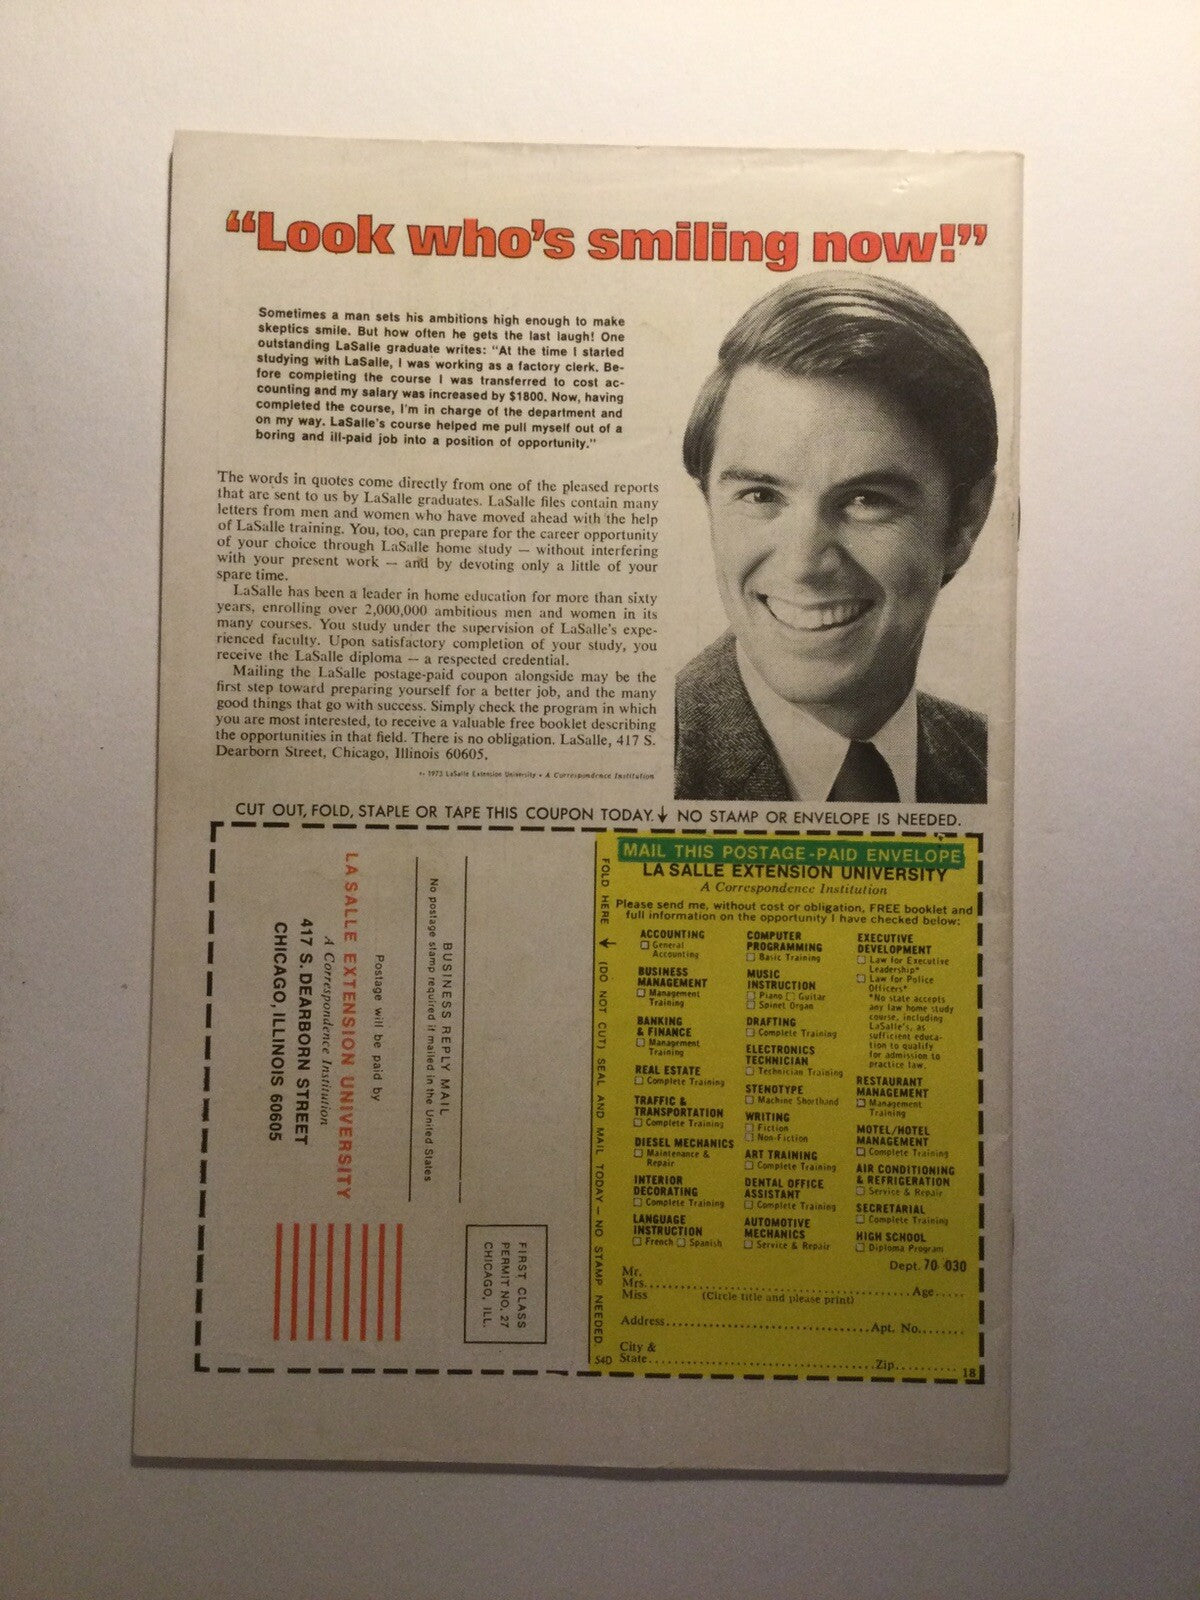 “Look who’s smiling now!”
Sometimes a man sets his ambitions high enough to make
skeptics smile. But how often he gets the last laugh! One
outstanding LaSalle graduate writes: “At the time I started
studying with LaSalle, I was working as a factory clerk. Be-
fore completing the course I was transferred to cost ac-
counting and my salary was increased by $1800. Now, having
completed the course, I’m in charge of the department and
on my way. LaSalle’s course helped me pull myself out of a
boring and ill-paid job into a position of opportunity.”
The words in quotes come directly from one of the pleased reports
that are sent to us by LaSalle graduates. LaSalle files contain many
letters from men and women who have moved ahead with the help
of LaSalle training. You, too, can prepare for the career opportunity
of your choice through LaSalle home study — without interfering
with your present work — and by devoting only a little of your
spare time.
LaSalle has been a leader in home education for more than sixty
years, enrolling over 2,000,000 ambitious men and women in its
many courses. You study under the supervision of LaSalle’s expe-
rienced faculty. Upon satisfactory completion of your study, you
receive the LaSalle diploma — a respected credential.
Mailing the LaSalle postage-paid coupon alongside may be the
first step toward preparing yourself for a better job, and the many
good things that go with success. Simply check the program in which
you are most interested, to receive a valuable free booklet describing
the opportunities in that field. There is no obligation. LaSalle, 417 S.
Dearborn Street, Chicago, Illinois 60605.
1973 LaSalle Extension University • A Correspondence Institution
CUT OUT, FOLD, STAPLE OR TAPE THIS COUPON TODAY. ↓ NO STAMP OR ENVELOPE IS NEEDED.
FIRST CLASS
PERMIT NO. 27
CHICAGO, ILL.
BUSINESS REPLY MAIL
No postage stamp required if mailed in the United States
Postage will be paid by
LA SALLE EXTENSION UNIVERSITY
A Correspondence Institution
417 S. DEARBORN STREET
CHICAGO, ILLINOIS 60605
FOLD HERE ↓ (DO NOT CUT) SEAL AND MAIL TODAY — NO STAMP NEEDED.
54D
MAIL THIS POSTAGE-PAID ENVELOPE
LA SALLE EXTENSION UNIVERSITY
A Correspondence Institution
Please send me, without cost or obligation, FREE booklet and
full information on the opportunity I have checked below:
ACCOUNTING
☐ General
Accounting
BUSINESS
MANAGEMENT
☐ Management
Training
BANKING
& FINANCE
☐ Management
Training
REAL ESTATE
☐ Complete Training
TRAFFIC &
TRANSPORTATION
☐ Complete Training
DIESEL MECHANICS
☐ Maintenance &
Repair
INTERIOR
DECORATING
☐ Complete Training
LANGUAGE
INSTRUCTION
☐ French ☐ Spanish
COMPUTER
PROGRAMMING
☐ Basic Training
MUSIC
INSTRUCTION
☐ Piano ☐ Guitar
☐ Spinet Organ
DRAFTING
☐ Complete Training
ELECTRONICS
TECHNICIAN
☐ Technician Training
STENOTYPE
☐ Machine Shorthand
WRITING
☐ Fiction
☐ Non-Fiction
ART TRAINING
☐ Complete Training
DENTAL OFFICE
ASSISTANT
☐ Complete Training
AUTOMOTIVE
MECHANICS
☐ Service & Repair
EXECUTIVE
DEVELOPMENT
☐ Law for Executive
Leadership*
☐ Law for Police
Officers*
*No state accepts
any law home study
course, including
LaSalle’s, as
sufficient educa-
tion to qualify
for admission to
practice law.
RESTAURANT
MANAGEMENT
☐ Management
Training
MOTEL/HOTEL
MANAGEMENT
☐ Complete Training
AIR CONDITIONING
& REFRIGERATION
☐ Service & Repair
SECRETARIAL
☐ Complete Training
HIGH SCHOOL
☐ Diploma Program
Dept. 70-030
Mr.
Mrs. Age
Miss (Circle title and please print)
Address Apt. No.
City &
State Zip
18